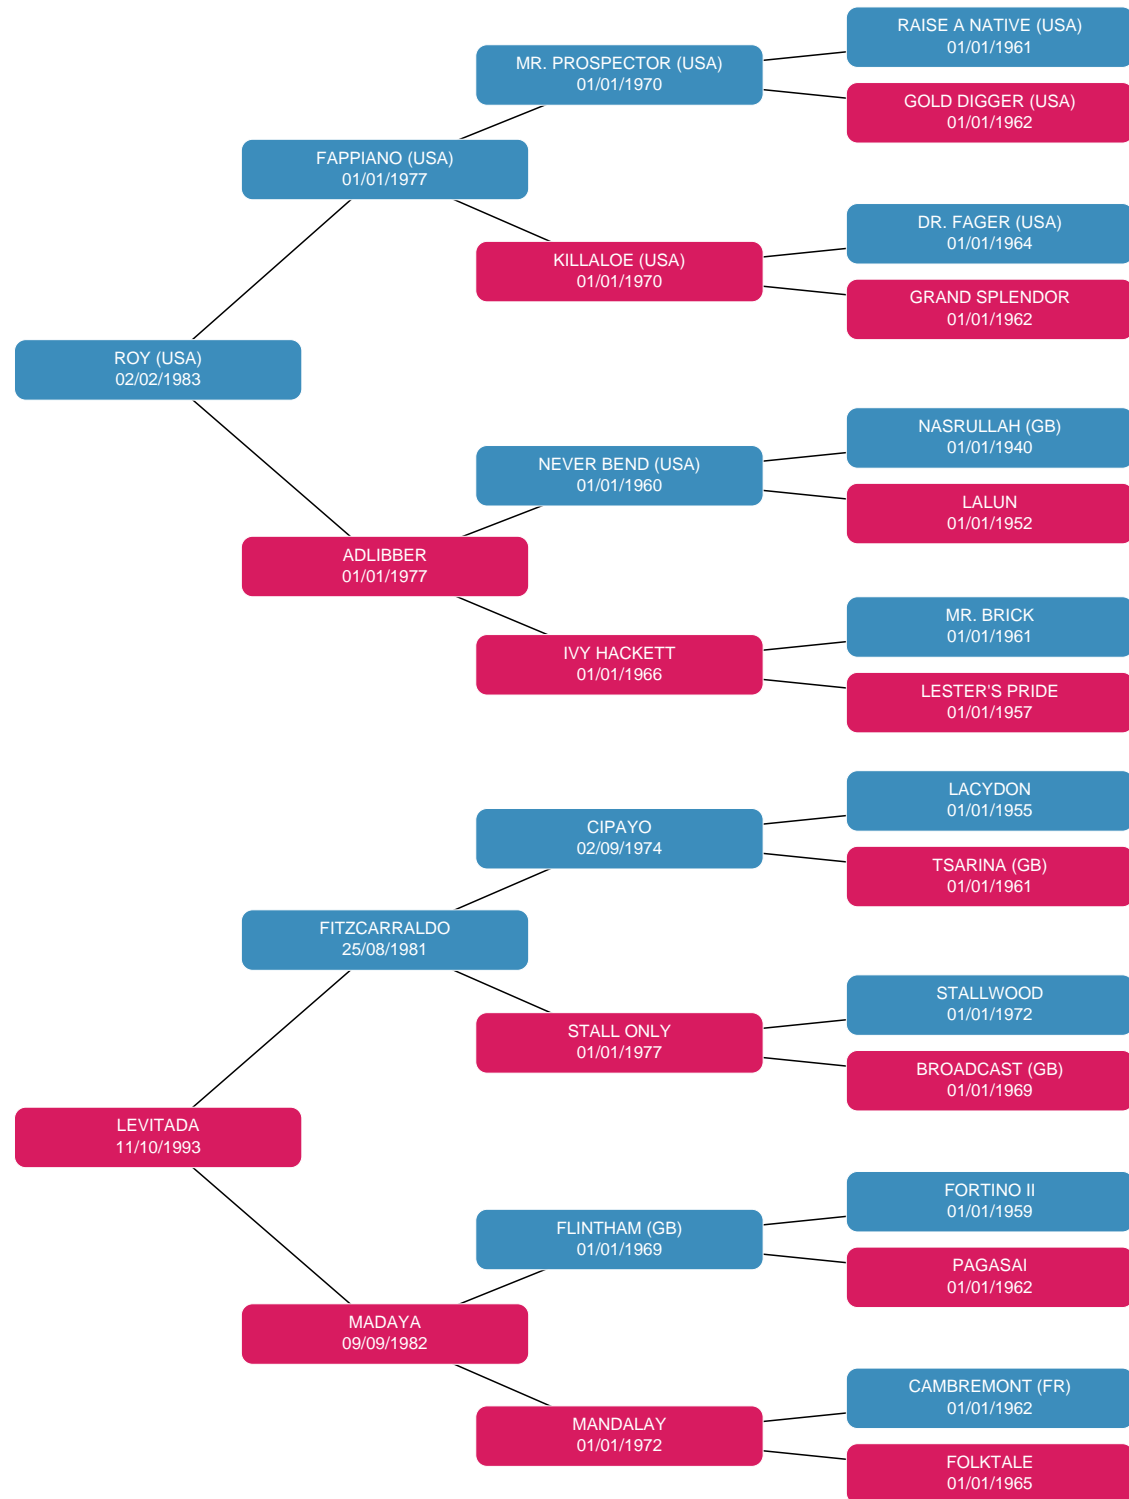 RAISE A NATIVE (USA)
01/01/1961
MR. PROSPECTOR (USA)
01/01/1970
GOLD DIGGER (USA)
01/01/1962
FAPPIANO (USA)
01/01/1977
DR. FAGER (USA)
01/01/1964
KILLALOE (USA)
01/01/1970
GRAND SPLENDOR
01/01/1962
ROY (USA)
02/02/1983
NASRULLAH (GB)
01/01/1940
NEVER BEND (USA)
01/01/1960
LALUN
01/01/1952
ADLIBBER
01/01/1977
MR. BRICK
01/01/1961
IVY HACKETT
01/01/1966
LESTER'S PRIDE
01/01/1957
LACYDON
01/01/1955
CIPAYO
02/09/1974
TSARINA (GB)
01/01/1961
FITZCARRALDO
25/08/1981
STALLWOOD
01/01/1972
STALL ONLY
01/01/1977
BROADCAST (GB)
01/01/1969
LEVITADA
11/10/1993
FORTINO II
01/01/1959
FLINTHAM (GB)
01/01/1969
PAGASAI
01/01/1962
MADAYA
09/09/1982
CAMBREMONT (FR)
01/01/1962
MANDALAY
01/01/1972
FOLKTALE
01/01/1965